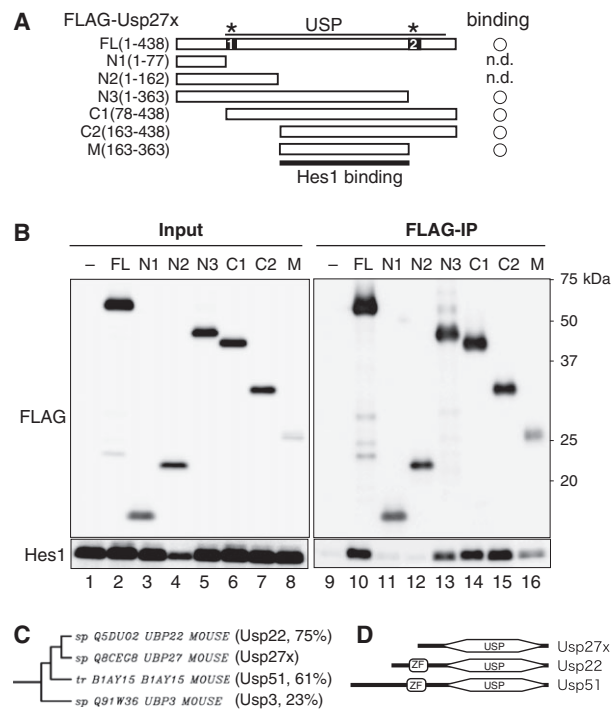 A
FLAG-Usp27x
* USP * binding
FL(1-438) 1 2 ○
N1(1-77) n.d.
N2(1-162) n.d.
N3(1-363) ○
C1(78-438) ○
C2(163-438) ○
M(163-363) ○
Hes1 binding
B
Input FLAG-IP
– FL N1 N2 N3 C1 C2 M – FL N1 N2 N3 C1 C2 M
75 kDa
50
37
FLAG
25
20
Hes1
1 2 3 4 5 6 7 8 9 10 11 12 13 14 15 16
C
sp Q5DU02 UBP22 MOUSE (Usp22, 75%)
sp Q8CEG8 UBP27 MOUSE (Usp27x)
tr B1AY15 B1AY15 MOUSE (Usp51, 61%)
sp Q91W36 UBP3 MOUSE (Usp3, 23%)
D
USP Usp27x
ZF USP Usp22
ZF USP Usp51